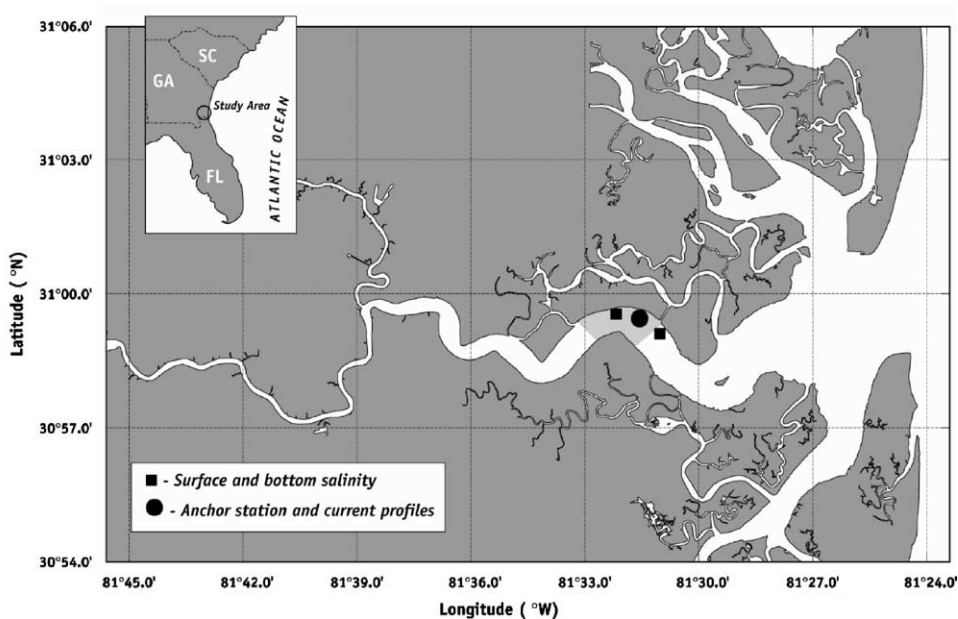 31°06.0'
31°03.0'
31°00.0'
30°57.0'
30°54.0'
Latitude ( °N)
SC
GA
Study Area
FL
ATLANTIC OCEAN
■ - Surface and bottom salinity
● - Anchor station and current profiles
81°45.0' 81°42.0' 81°39.0' 81°36.0' 81°33.0' 81°30.0' 81°27.0' 81°24.0'
Longitude ( °W)